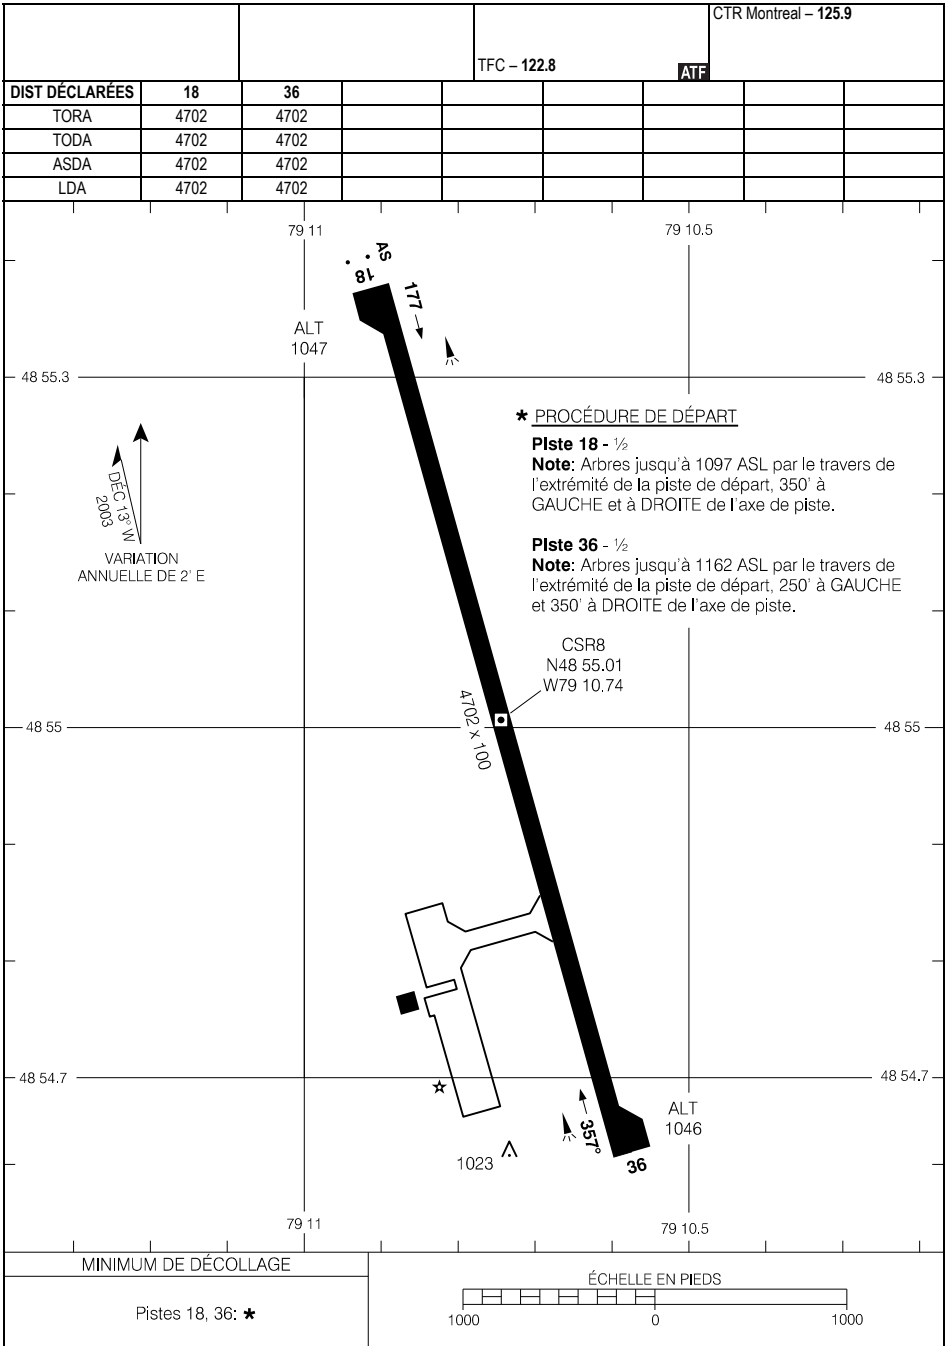 CTR Montreal – 125.9
TFC – 122.8
ATF
DIST DÉCLARÉES 18 36
TORA 4702 4702
TODA 4702 4702
ASDA 4702 4702
LDA 4702 4702
79 11
79 10.5
AS
18
177
ALT
1047
48 55.3
48 55.3
* PROCÉDURE DE DÉPART
PIste 18 - ½
Note: Arbres jusqu'à 1097 ASL par le travers de
l'extrémité de la piste de départ, 350' à
GAUCHE et à DROITE de l'axe de piste.
PIste 36 - ½
Note: Arbres jusqu'à 1162 ASL par le travers de
l'extrémité de la piste de départ, 250' à GAUCHE
et 350' à DROITE de l'axe de piste.
DÉC 13° W
2003
VARIATION
ANNUELLE DE 2' E
CSR8
N48 55.01
W79 10.74
4702 x 100
48 55
48 55
48 54.7
48 54.7
ALT
1046
357°
36
1023
79 11
79 10.5
MINIMUM DE DÉCOLLAGE
Pistes 18, 36: *
ÉCHELLE EN PIEDS
1000 0 1000